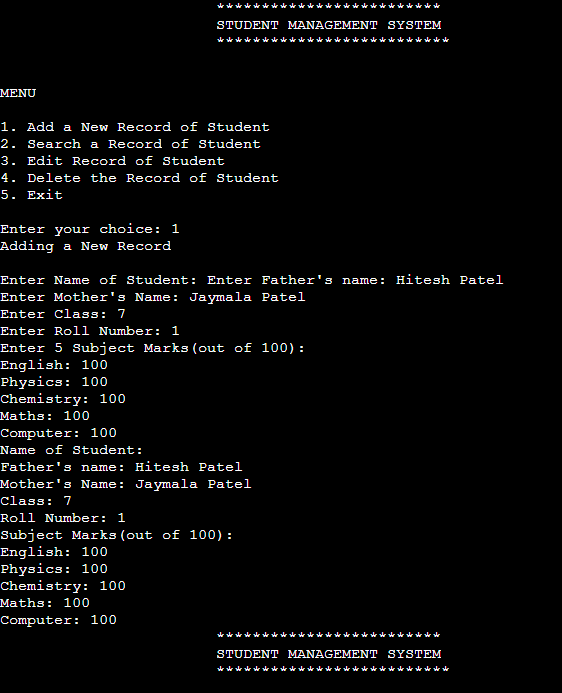 *************************
STUDENT MANAGEMENT SYSTEM
**************************
MENU
1. Add a New Record of Student
2. Search a Record of Student
3. Edit Record of Student
4. Delete the Record of Student
5. Exit
Enter your choice: 1
Adding a New Record
Enter Name of Student: Enter Father's name: Hitesh Patel
Enter Mother's Name: Jaymala Patel
Enter Class: 7
Enter Roll Number: 1
Enter 5 Subject Marks(out of 100):
English: 100
Physics: 100
Chemistry: 100
Maths: 100
Computer: 100
Name of Student:
Father's name: Hitesh Patel
Mother's Name: Jaymala Patel
Class: 7
Roll Number: 1
Subject Marks(out of 100):
English: 100
Physics: 100
Chemistry: 100
Maths: 100
Computer: 100
*************************
STUDENT MANAGEMENT SYSTEM
**************************